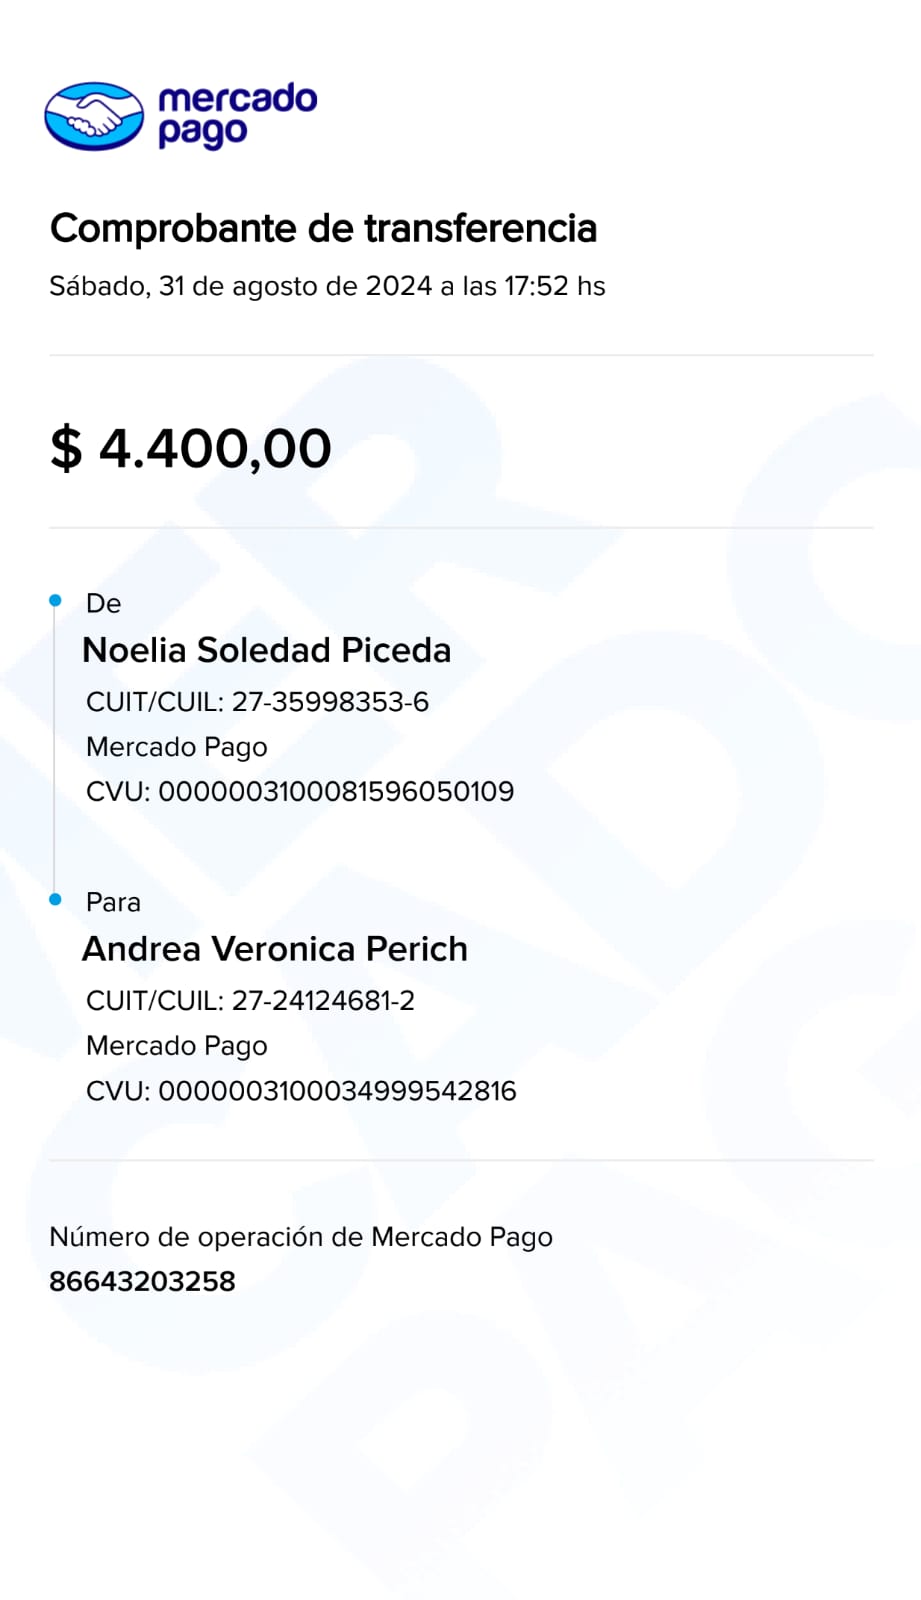 mercado
pago
Comprobante de transferencia
Sábado, 31 de agosto de 2024 a las 17:52 hs
$ 4.400,00
De
Noelia Soledad Piceda
CUIT/CUIL: 27-35998353-6
Mercado Pago
CVU: 0000003100081596050109
Para
Andrea Veronica Perich
CUIT/CUIL: 27-24124681-2
Mercado Pago
CVU: 0000003100034999542816
Número de operación de Mercado Pago
86643203258